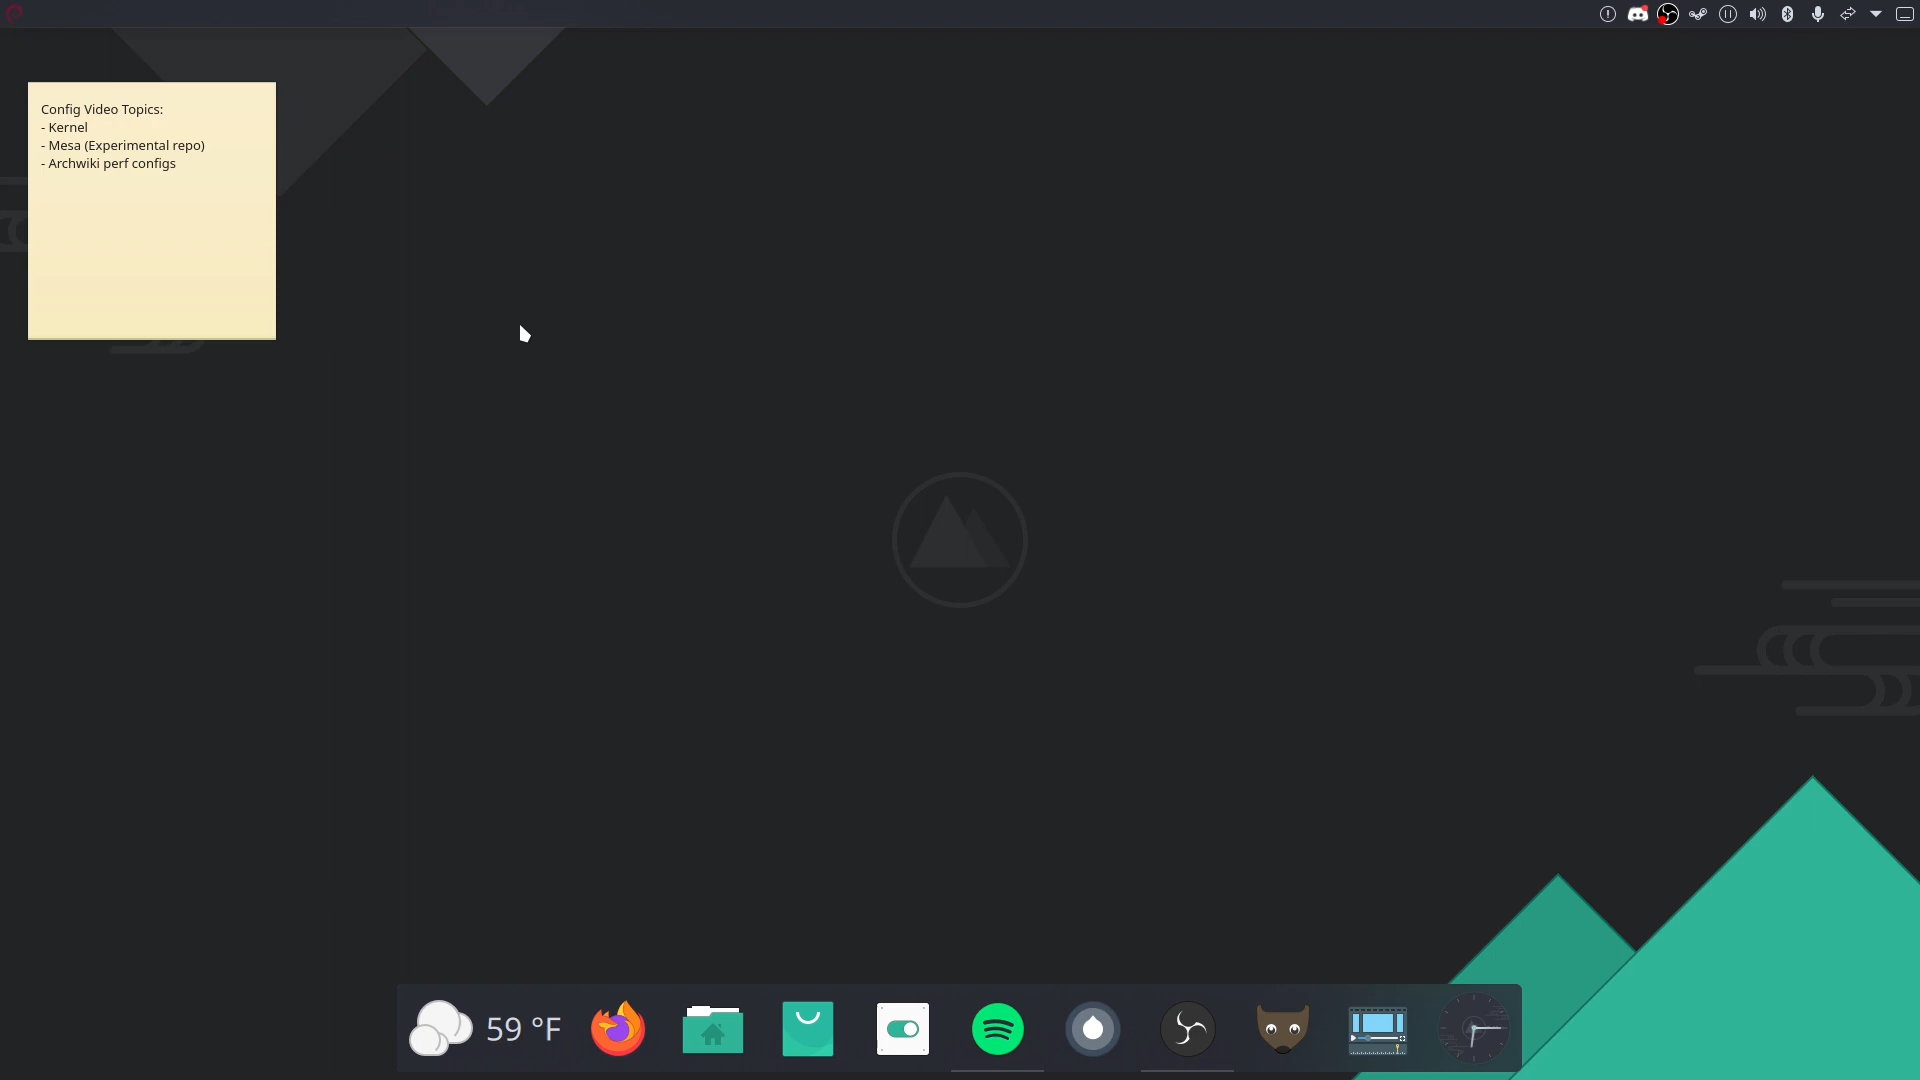 Config Video Topics:
- Kernel
- Mesa (Experimental repo)
- Archwiki perf configs
59 °F